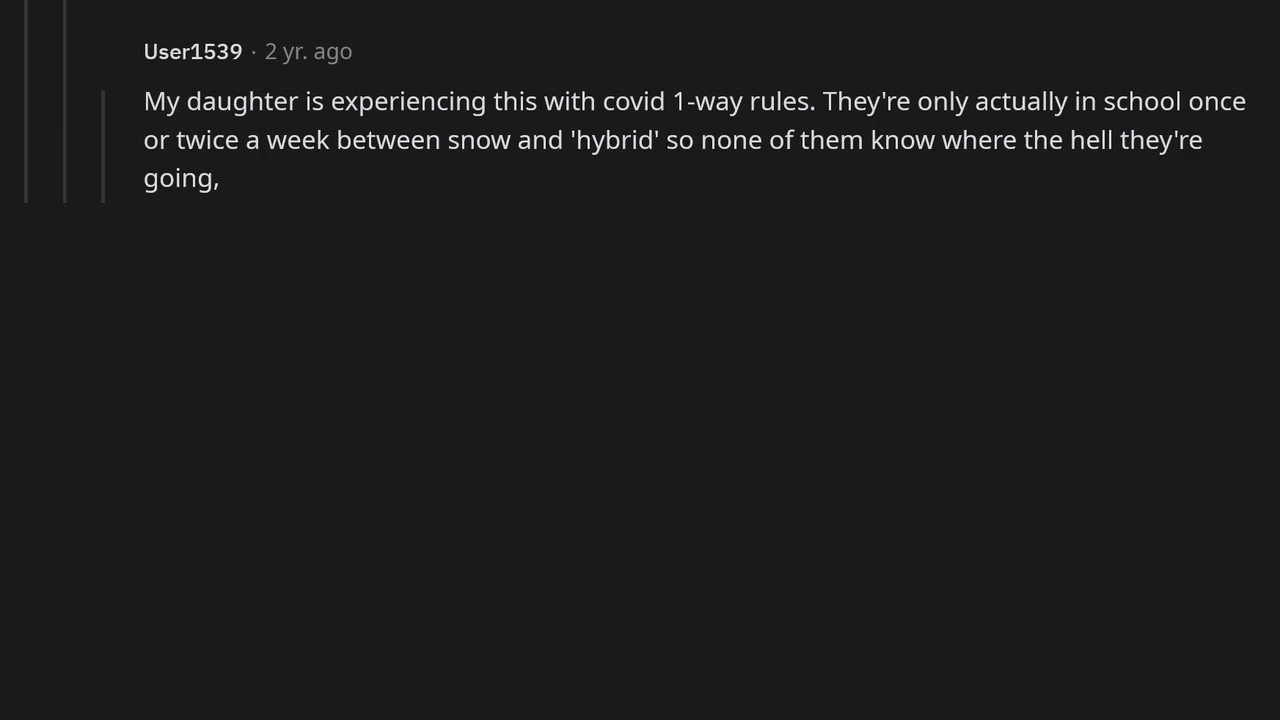 User1539 · 2 yr. ago
My daughter is experiencing this with covid 1-way rules. They're only actually in school once
or twice a week between snow and 'hybrid' so none of them know where the hell they're
going,